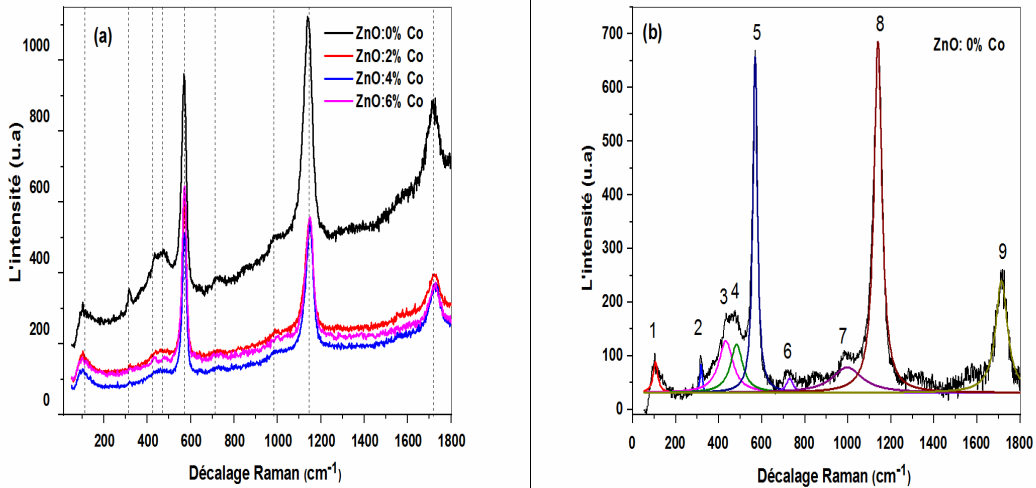 (a)
ZnO:0% Co
ZnO:2% Co
ZnO:4% Co
ZnO:6% Co
1000
800
600
400
200
0
L'intensité (u.a)
200 400 600 800 1000 1200 1400 1600 1800
Décalage Raman (cm-1)
(b)
ZnO: 0% Co
700
600
500
400
300
200
100
0
L'intensité (u.a)
1 2 3 4 5 6 7 8 9
0 200 400 600 800 1000 1200 1400 1600 1800
Décalage Raman (cm-1)